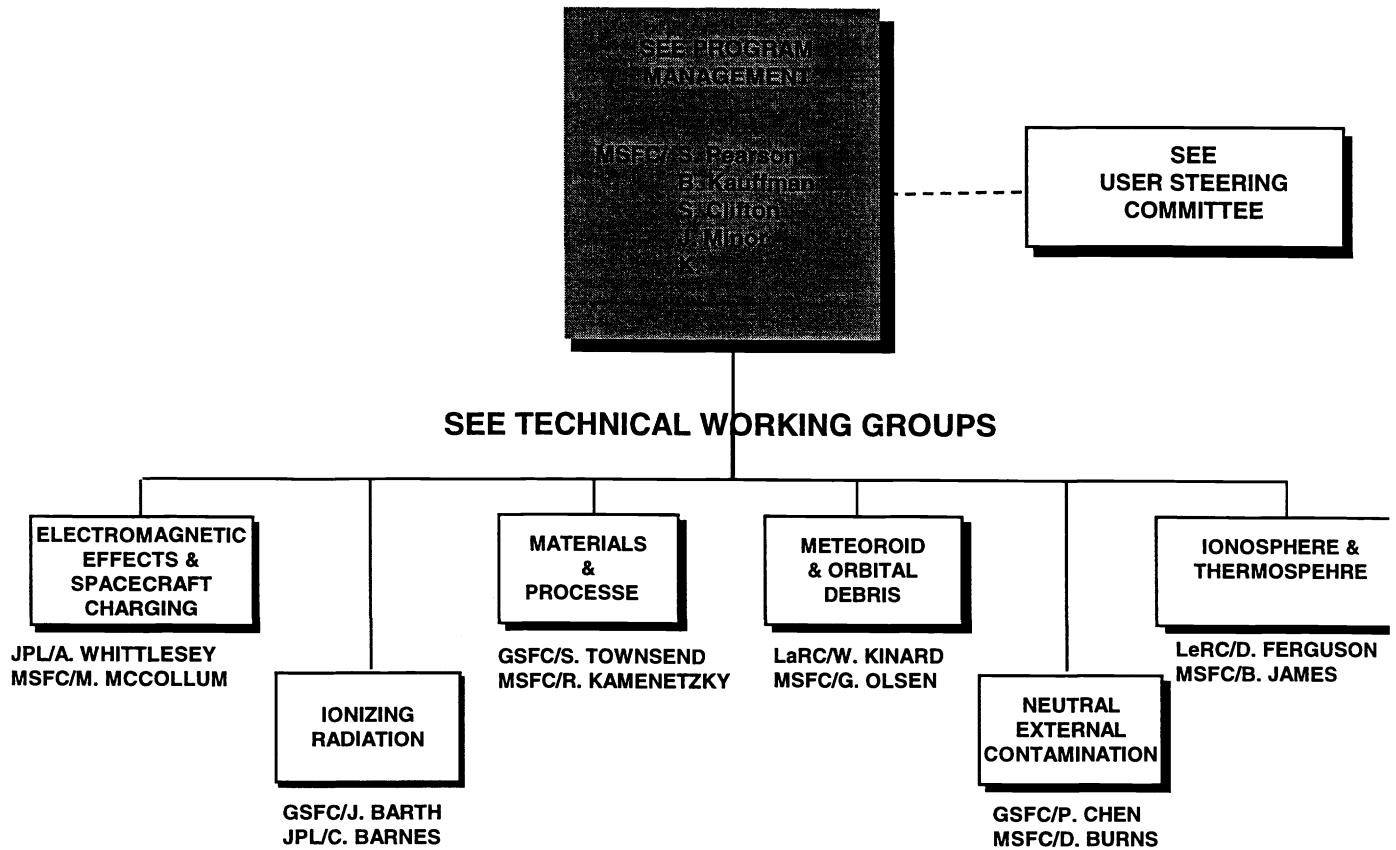 SEE PROGRAM
MANAGEMENT
MSFC/ S. Pearson
B. Kauffman
S. Clifton
J. Minor
K.
SEE
USER STEERING
COMMITTEE
SEE TECHNICAL WORKING GROUPS
ELECTROMAGNETIC
EFFECTS &
SPACECRAFT
CHARGING
JPL/A. WHITTLESEY
MSFC/M. MCCOLLUM
IONIZING
RADIATION
GSFC/J. BARTH
JPL/C. BARNES
MATERIALS
&
PROCESSE
GSFC/S. TOWNSEND
MSFC/R. KAMENETZKY
METEOROID
& ORBITAL
DEBRIS
LaRC/W. KINARD
MSFC/G. OLSEN
NEUTRAL
EXTERNAL
CONTAMINATION
GSFC/P. CHEN
MSFC/D. BURNS
IONOSPHERE &
THERMOSPEHRE
LeRC/D. FERGUSON
MSFC/B. JAMES